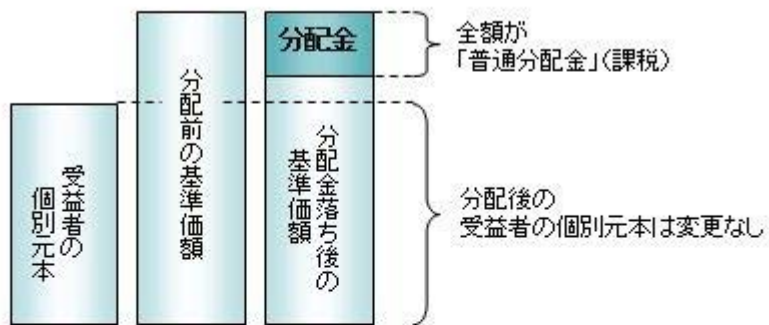 受益者の
個別元本
分配前の基準価額
分配金
分配金落ち後の
基準価額
全額が
「普通分配金」(課税)
分配後の
受益者の個別元本は変更なし